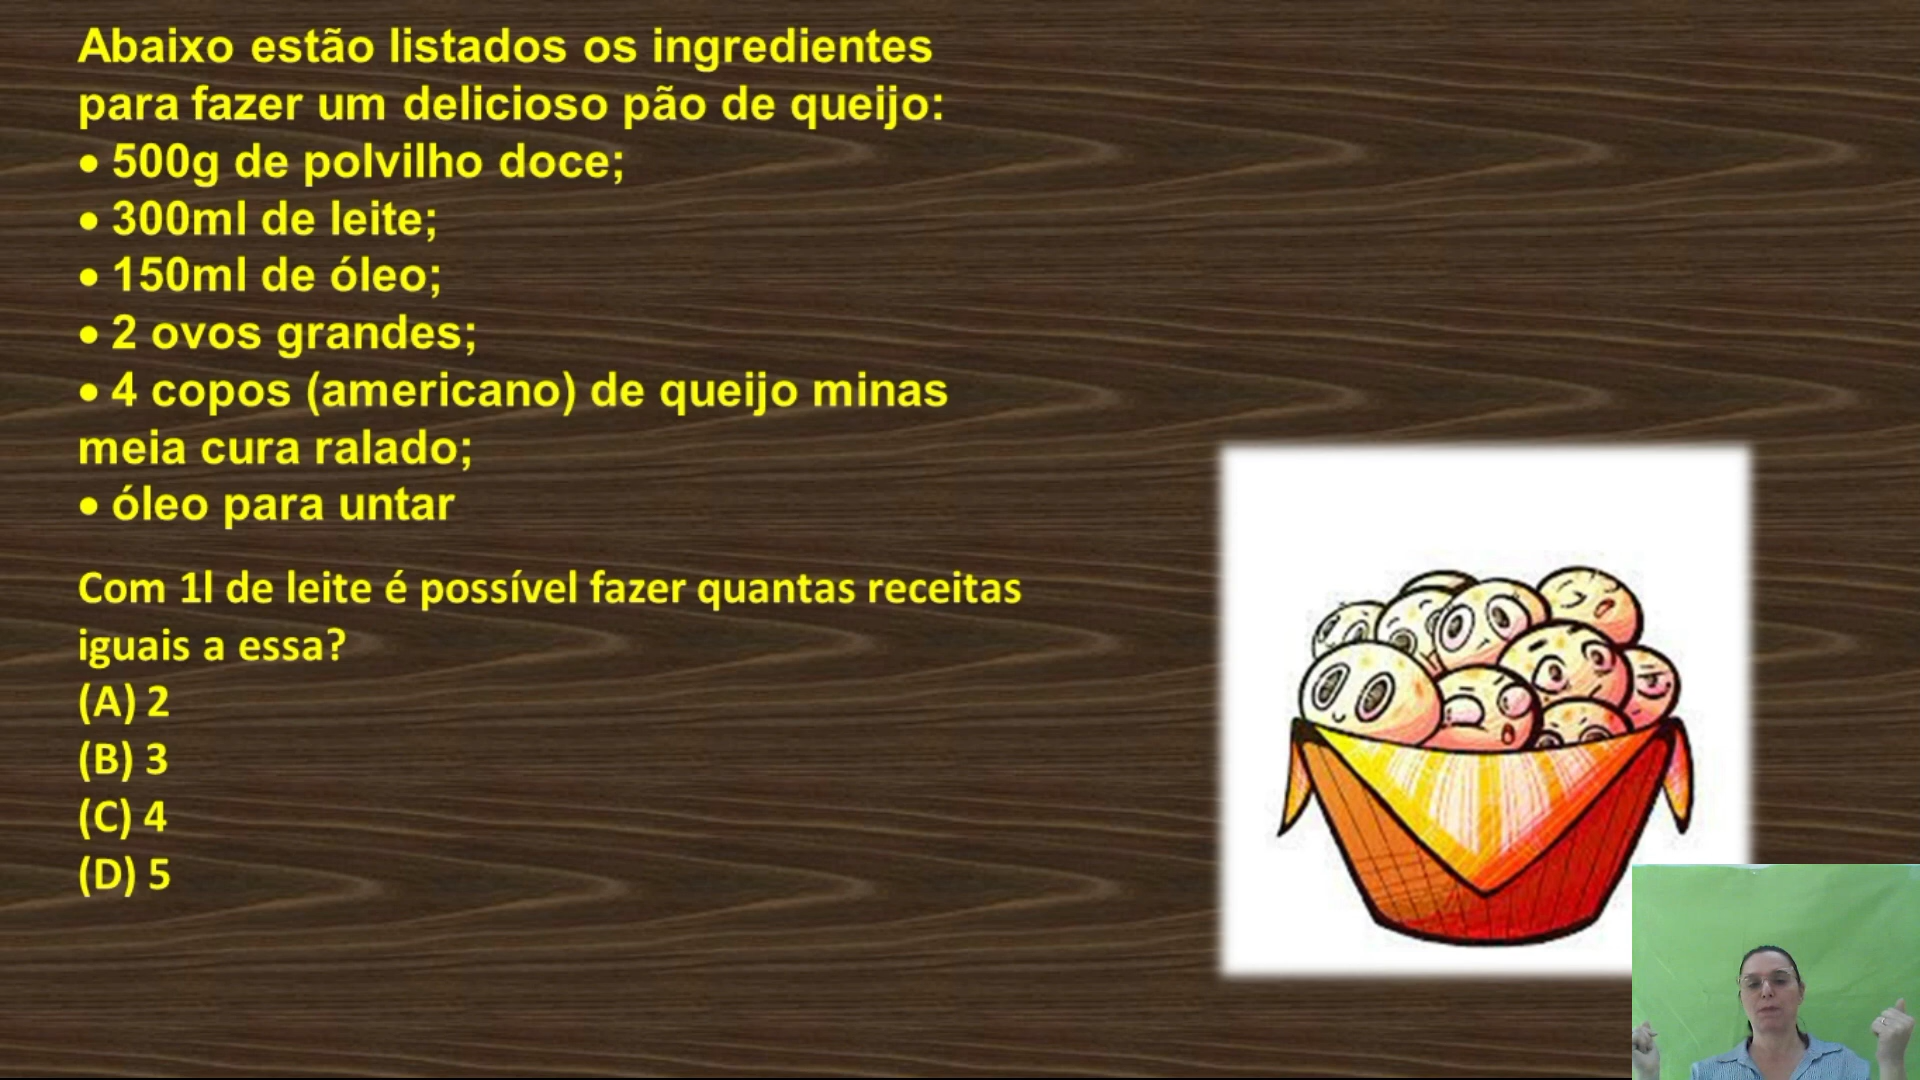 Abaixo estão listados os ingredientes
para fazer um delicioso pão de queijo:
• 500g de polvilho doce;
• 300ml de leite;
• 150ml de óleo;
• 2 ovos grandes;
• 4 copos (americano) de queijo minas
meia cura ralado;
• óleo para untar
Com 1l de leite é possível fazer quantas receitas
iguais a essa?
(A) 2
(B) 3
(C) 4
(D) 5